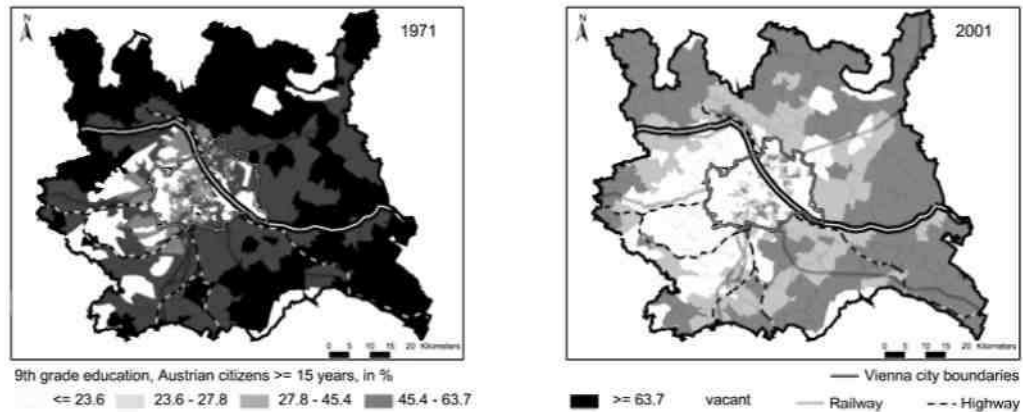 N
1971
0 5 10 15 20 Kilometers
N
2001
0 5 10 15 20 Kilometers
9th grade education, Austrian citizens >= 15 years, in %
<= 23.6 23.6 - 27.8 27.8 - 45.4 45.4 - 63.7 >= 63.7 vacant
Vienna city boundaries
Railway Highway